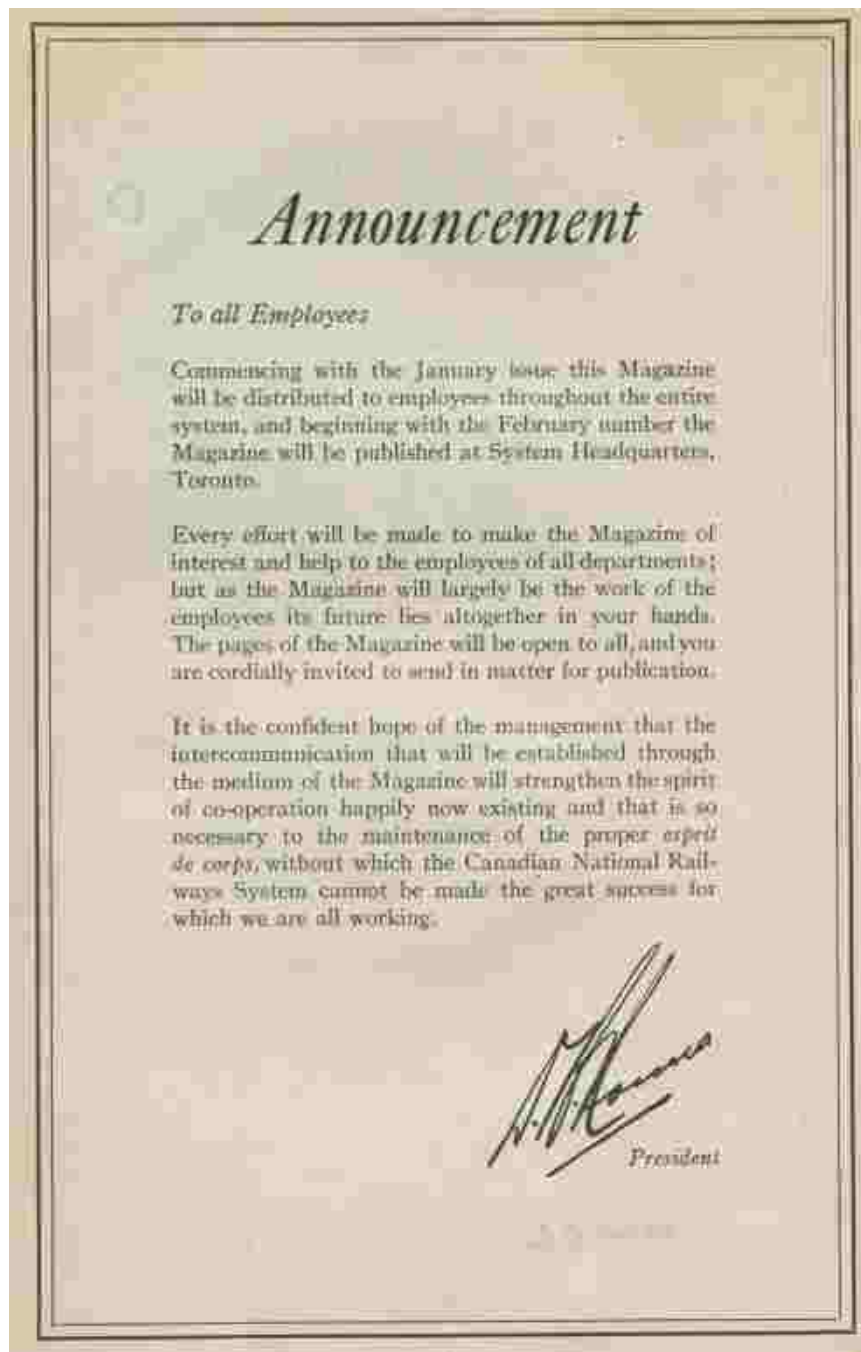 Announcement
To all Employees
Commencing with the January issue this Magazine
will be distributed to employees throughout the entire
system, and beginning with the February number the
Magazine will be published at System Headquarters,
Toronto.
Every effort will be made to make the Magazine of
interest and help to the employees of all departments;
but as the Magazine will largely be the work of the
employees its future lies altogether in your hands.
The pages of the Magazine will be open to all, and you
are cordially invited to send in matter for publication.
It is the confident hope of the management that the
intercommunication that will be established through
the medium of the Magazine will strengthen the spirit
of co-operation happily now existing and that is so
necessary to the maintenance of the proper esprit
de corps, without which the Canadian National Rail-
ways System cannot be made the great success for
which we are all working.
President